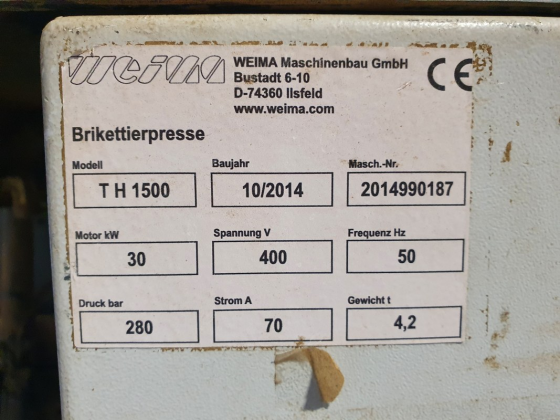 WEIMA
WEIMA Maschinenbau GmbH
Bustadt 6-10
D-74360 Ilsfeld
www.weima.com
CE
Brikettierpresse
Modell Baujahr Masch.-Nr.
T H 1500 10/2014 2014990187
Motor kW Spannung V Frequenz Hz
30 400 50
Druck bar Strom A Gewicht t
280 70 4,2